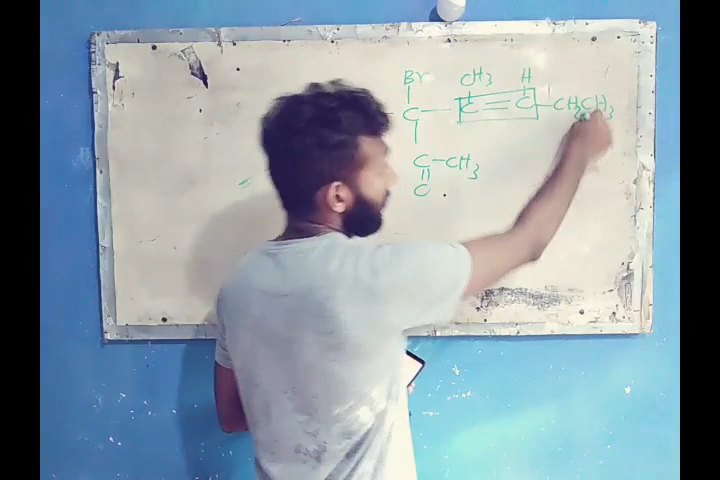 Br CH3 H
C — C = C — CH2CH3
C-CH3
O